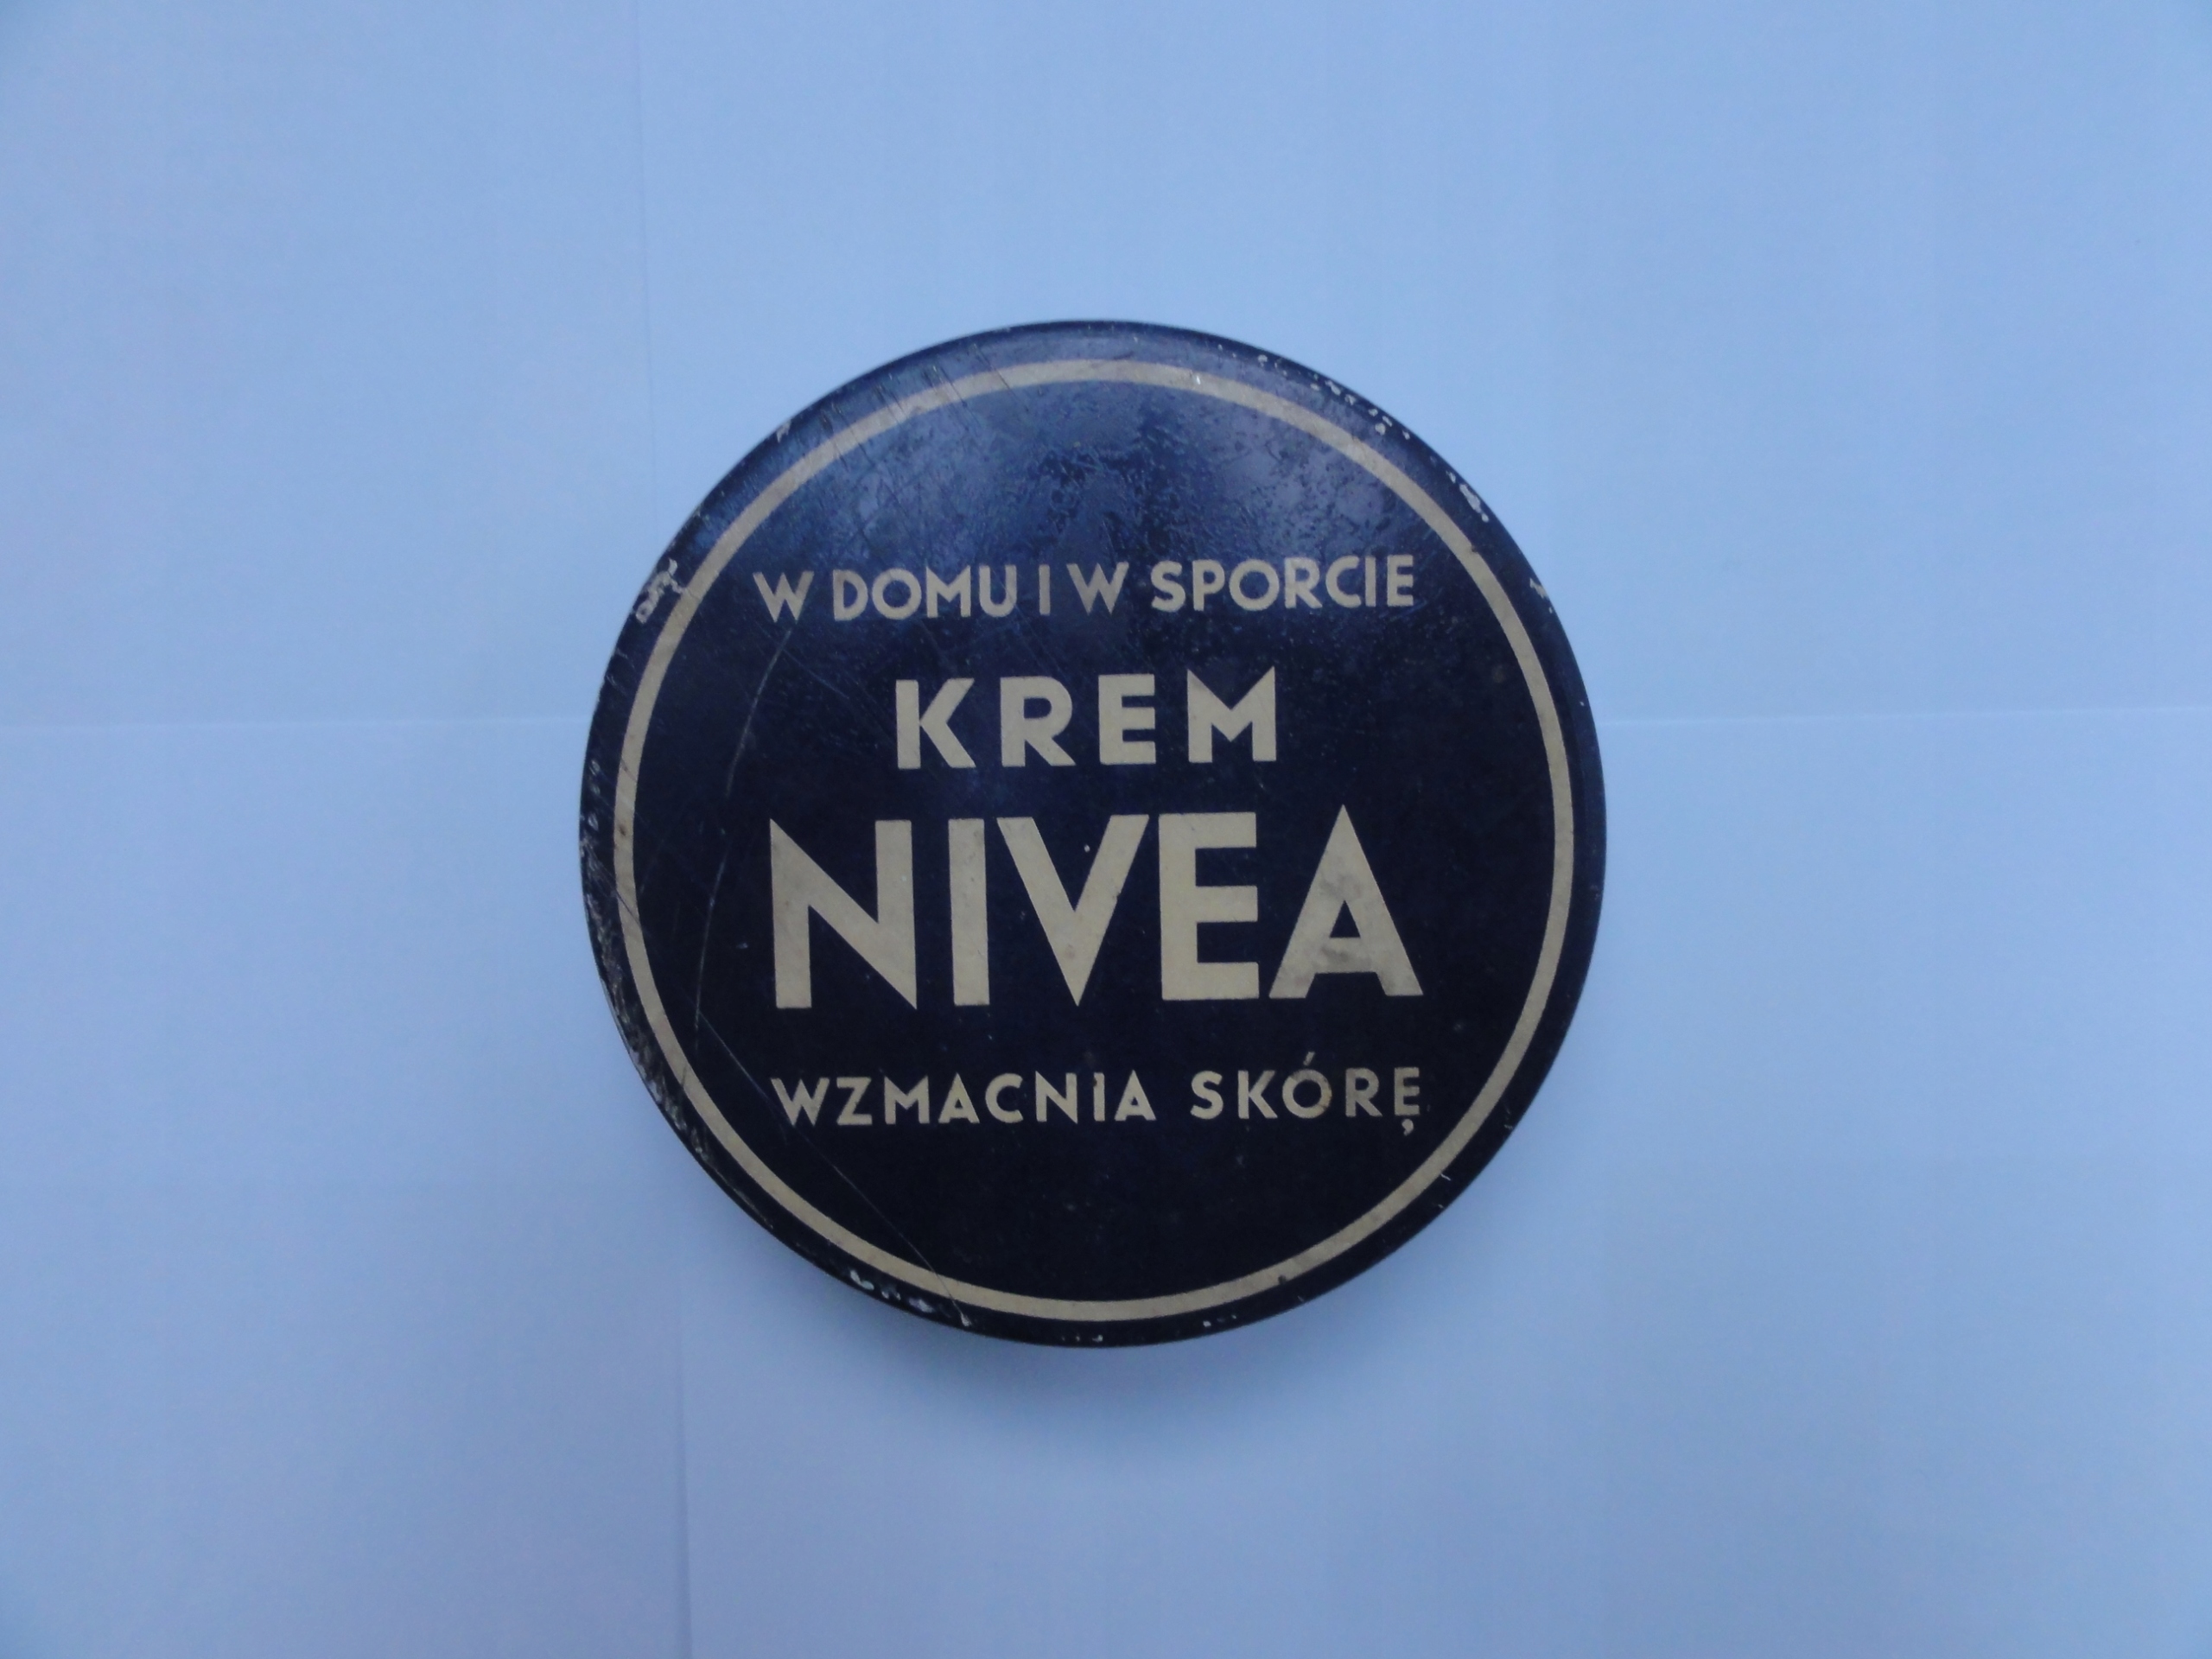 W DOMU I W SPORCIE
KREM
NIVEA
WZMACNIA SKÓRĘ